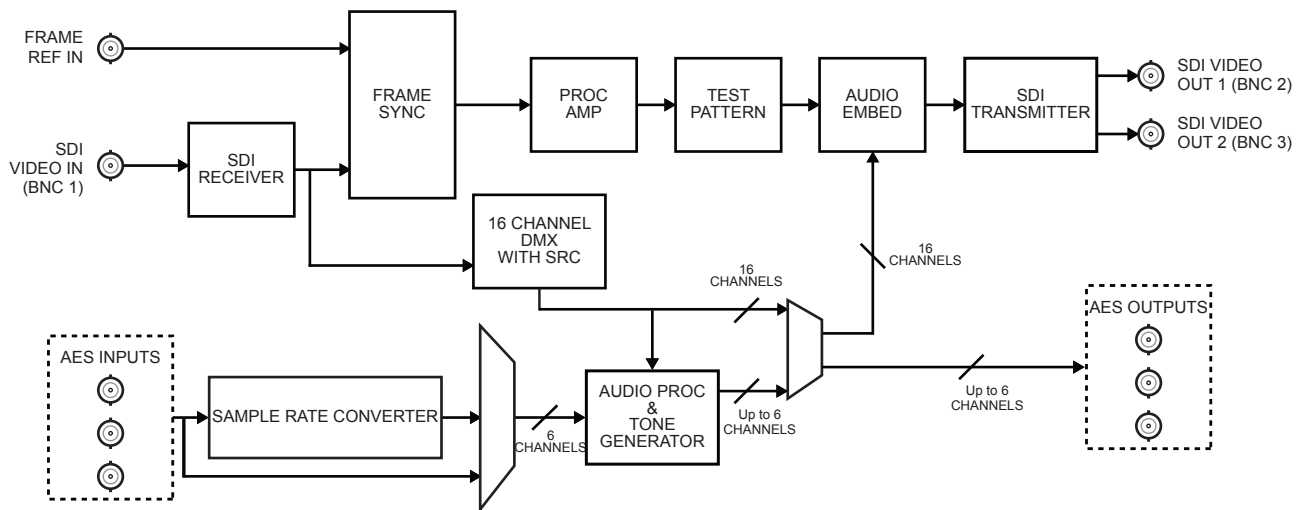 FRAME
REF IN
SDI
VIDEO IN
(BNC 1)
SDI
RECEIVER
FRAME
SYNC
PROC
AMP
TEST
PATTERN
AUDIO
EMBED
SDI
TRANSMITTER
SDI VIDEO
OUT 1 (BNC 2)
SDI VIDEO
OUT 2 (BNC 3)
16 CHANNEL
DMX
WITH SRC
16
CHANNELS
16
CHANNELS
AES INPUTS
SAMPLE RATE CONVERTER
6
CHANNELS
AUDIO PROC
&
TONE
GENERATOR
Up to 6
CHANNELS
Up to 6
CHANNELS
AES OUTPUTS